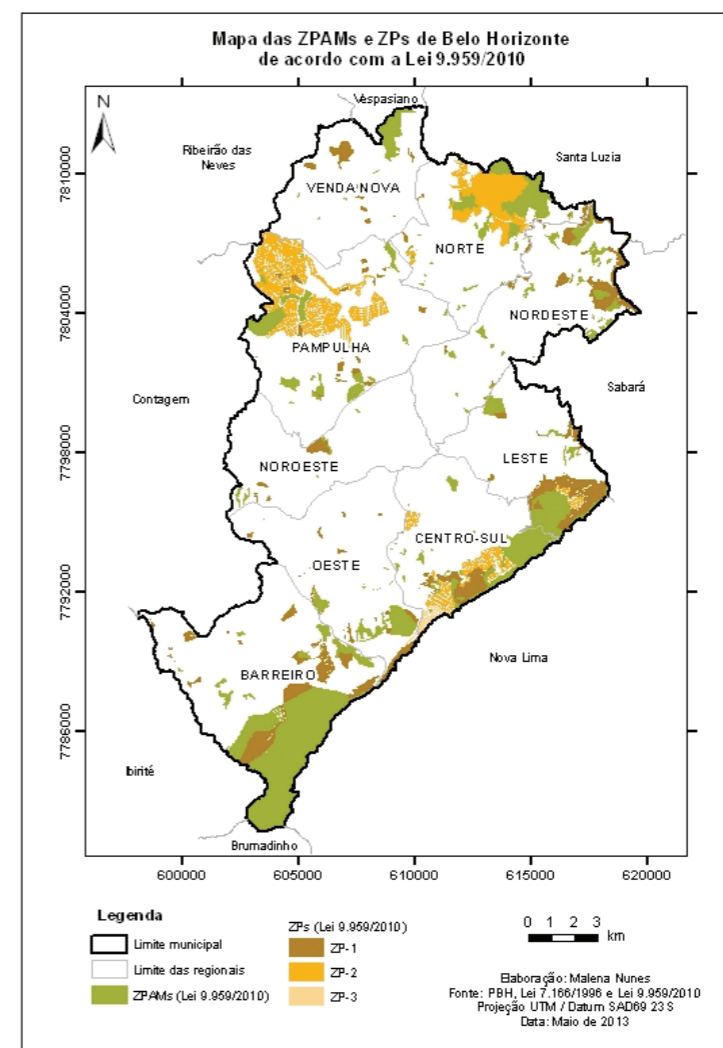 Mapa das ZPAMs e ZPs de Belo Horizonte
de acordo com a Lei 9.959/2010
N
Vespasiano
Ribeirão das
Neves
Santa Luzia
VENDA NOVA
NORTE
NORDESTE
PAMPULHA
Contagem
Sabará
NOROESTE
LESTE
CENTRO-SUL
OESTE
Nova Lima
BARREIRO
Ibirité
Brumadinho
7810000
7804000
7798000
7792000
7786000
600000 605000 610000 615000 620000
Legenda
Limite municipal
Limite das regionais
ZPAMs (Lei 9.959/2010)
ZPs (Lei 9.959/2010)
ZP-1
ZP-2
ZP-3
0 1 2 3
km
Elaboração: Malena Nunes
Fonte: PBH, Lei 7.166/1996 e Lei 9.959/2010
Projeção UTM / Datum SAD69 23 S
Data: Maio de 2013